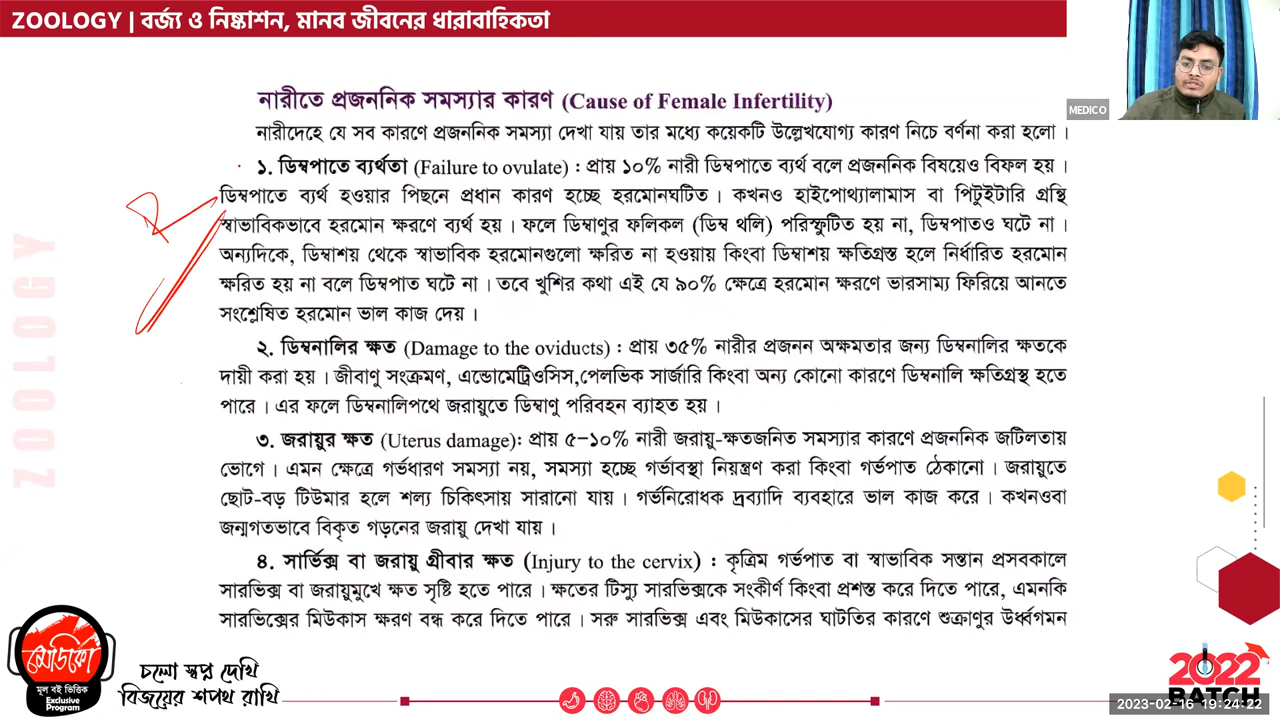 ZOOLOGY | বর্জ্য ও নিষ্কাশন, মানব জীবনের ধারাবাহিকতা
MEDICO
নারীতে প্রজননিক সমস্যার কারণ (Cause of Female Infertility)
নারীদেহে যে সব কারণে প্রজননিক সমস্যা দেখা যায় তার মধ্যে কয়েকটি উল্লেখযোগ্য কারণ নিচে বর্ণনা করা হলো ।
১. ডিম্বপাতে ব্যর্থতা (Failure to ovulate) : প্রায় ১০% নারী ডিম্বপাতে ব্যর্থ বলে প্রজননিক বিষয়েও বিফল হয় ।
ডিম্বপাতে ব্যর্থ হওয়ার পিছনে প্রধান কারণ হচ্ছে হরমোনঘটিত । কখনও হাইপোথ্যালামাস বা পিটুইটারি গ্রন্থি
স্বাভাবিকভাবে হরমোন ক্ষরণে ব্যর্থ হয় । ফলে ডিম্বাণুর ফলিকল (ডিম্ব থলি) পরিস্ফুটিত হয় না, ডিম্বপাতও ঘটে না ।
অন্যদিকে, ডিম্বাশয় থেকে স্বাভাবিক হরমোনগুলো ক্ষরিত না হওয়ায় কিংবা ডিম্বাশয় ক্ষতিগ্রস্ত হলে নির্ধারিত হরমোন
ক্ষরিত হয় না বলে ডিম্বপাত ঘটে না । তবে খুশির কথা এই যে ৯০% ক্ষেত্রে হরমোন ক্ষরণে ভারসাম্য ফিরিয়ে আনতে
সংশ্লেষিত হরমোন ভাল কাজ দেয় ।
২. ডিম্বনালির ক্ষত (Damage to the oviducts) : প্রায় ৩৫% নারীর প্রজনন অক্ষমতার জন্য ডিম্বনালির ক্ষতকে
দায়ী করা হয় । জীবাণু সংক্রমণ, এন্ডোমেট্রিওসিস,পেলভিক সার্জারি কিংবা অন্য কোনো কারণে ডিম্বনালি ক্ষতিগ্রস্থ হতে
পারে । এর ফলে ডিম্বনালিপথে জরায়ুতে ডিম্বাণু পরিবহন ব্যাহত হয় ।
৩. জরায়ুর ক্ষত (Uterus damage): প্রায় ৫–১০% নারী জরায়ু-ক্ষতজনিত সমস্যার কারণে প্রজননিক জটিলতায়
ভোগে । এমন ক্ষেত্রে গর্ভধারণ সমস্যা নয়, সমস্যা হচ্ছে গর্ভাবস্থা নিয়ন্ত্রণ করা কিংবা গর্ভপাত ঠেকানো । জরায়ুতে
ছোট-বড় টিউমার হলে শল্য চিকিৎসায় সারানো যায় । গর্ভনিরোধক দ্রব্যাদি ব্যবহারে ভাল কাজ করে । কখনওবা
জন্মগতভাবে বিকৃত গড়নের জরায়ু দেখা যায় ।
৪. সার্ভিক্স বা জরায়ু গ্রীবার ক্ষত (Injury to the cervix) : কৃত্রিম গর্ভপাত বা স্বাভাবিক সন্তান প্রসবকালে
সারভিক্স বা জরায়ুমুখে ক্ষত সৃষ্টি হতে পারে । ক্ষতের টিস্যু সারভিক্সকে সংকীর্ণ কিংবা প্রশস্ত করে দিতে পারে, এমনকি
সারভিক্সের মিউকাস ক্ষরণ বন্ধ করে দিতে পারে । সরু সারভিক্স এবং মিউকাসের ঘাটতির কারণে শুক্রাণুর উর্ধ্বগমন
ZOOLOGY
মেডিকো
মূল বই ভিত্তিক
Exclusive
Program
চলো স্বপ্ন দেখি
বিজয়ের শপথ রাখি
2022
BATCH
2023-02-16 19:24:22